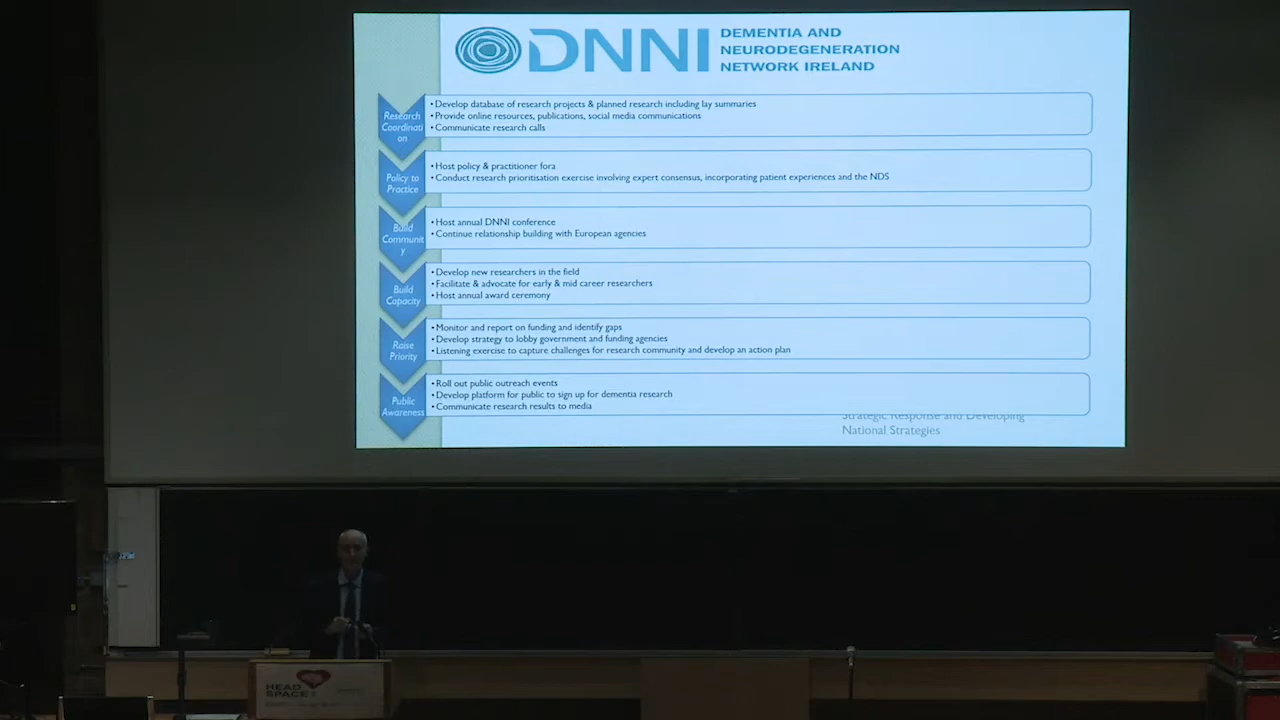 DNNI
DEMENTIA AND
NEURODEGENERATION
NETWORK IRELAND
Research
Coordinati
on
• Develop database of research projects & planned research including lay summaries
• Provide online resources, publications, social media communications
• Communicate research calls
Policy to
Practice
• Host policy & practitioner fora
• Conduct research prioritisation exercise involving expert consensus, incorporating patient experiences and the NDS
Build
Communit
y
• Host annual DNNI conference
• Continue relationship building with European agencies
Build
Capacity
• Develop new researchers in the field
• Facilitate & advocate for early & mid career researchers
• Host annual award ceremony
Raise
Priority
• Monitor and report on funding and identify gaps
• Develop strategy to lobby government and funding agencies
• Listening exercise to capture challenges for research community and develop an action plan
Public
Awareness
• Roll out public outreach events
• Develop platform for public to sign up for dementia research
• Communicate research results to media
Strategic Response and Developing
National Strategies
HEAD
SPACE